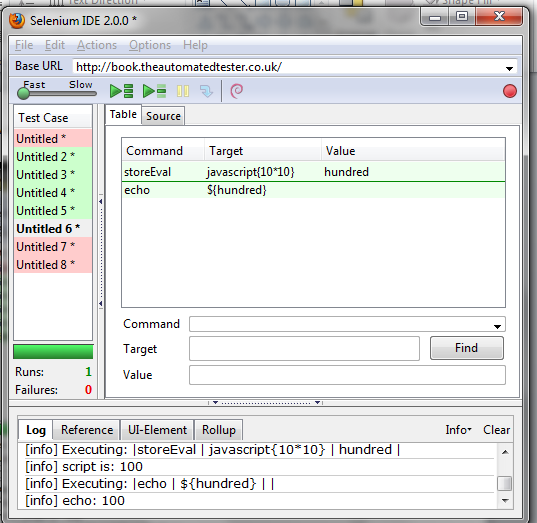 Selenium IDE 2.0.0 *
File Edit Actions Options Help
Base URL http://book.theautomatedtester.co.uk/
Fast Slow
Test Case
Untitled *
Untitled 2 *
Untitled 3 *
Untitled 4 *
Untitled 5 *
Untitled 6 *
Untitled 7 *
Untitled 8 *
Runs: 1
Failures: 0
Table Source
Command Target Value
storeEval javascript{10*10} hundred
echo ${hundred}
Command
Target Find
Value
Log Reference UI-Element Rollup Info Clear
[info] Executing: |storeEval | javascript{10*10} | hundred |
[info] script is: 100
[info] Executing: |echo | ${hundred} | |
[info] echo: 100